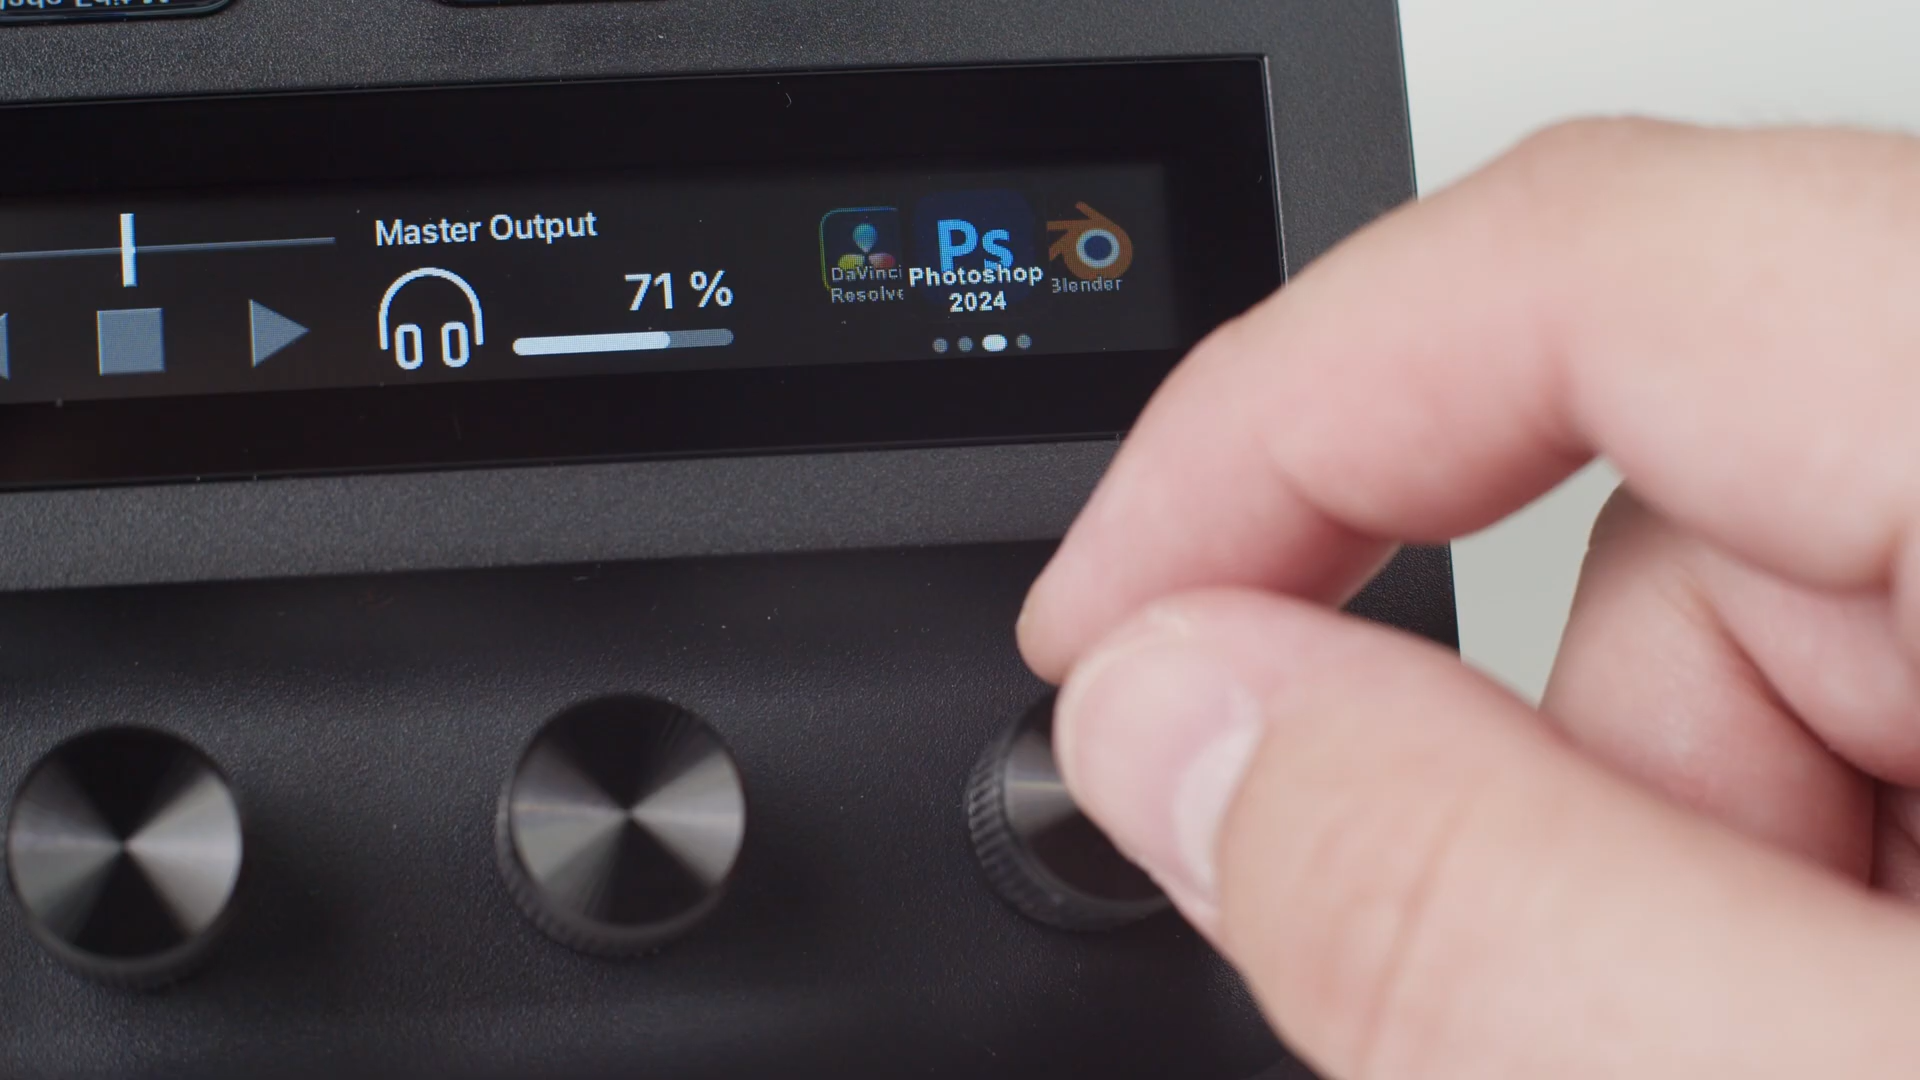 Master Output
71 %
Ps
DaVinci
Resolve
Photoshop
2024
Blender